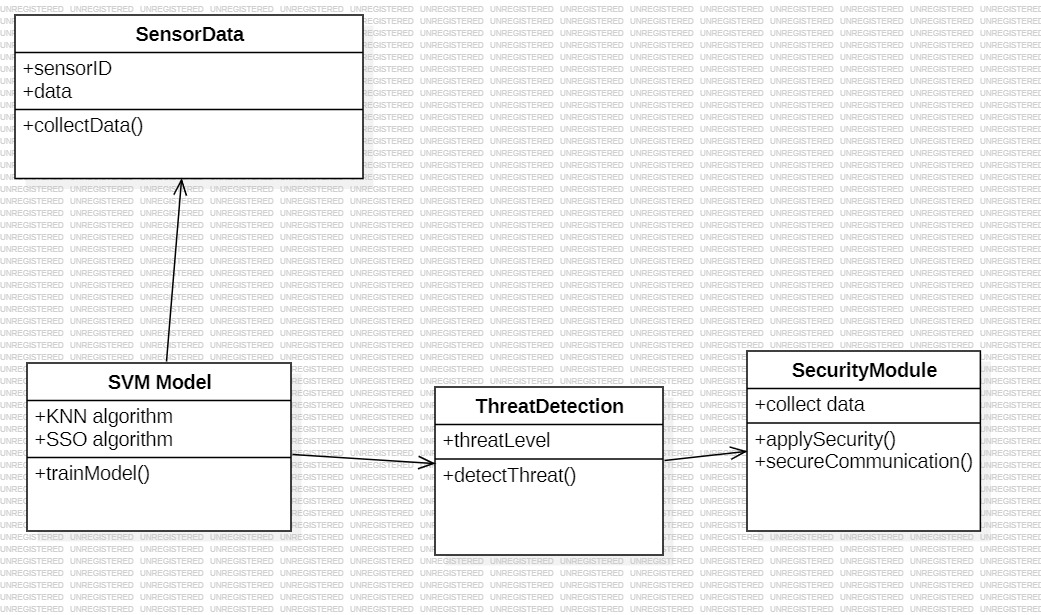 SensorData
+sensorID
+data
+collectData()
SVM Model
+KNN algorithm
+SSO algorithm
+trainModel()
ThreatDetection
+threatLevel
+detectThreat()
SecurityModule
+collect data
+applySecurity()
+secureCommunication()
UNREGISTERED